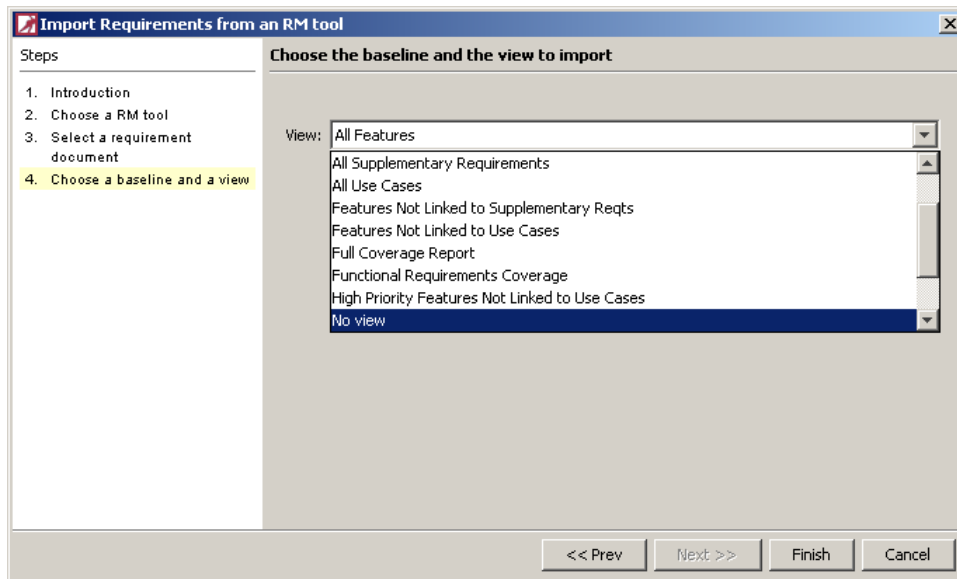 Import Requirements from an RM tool
Steps
1. Introduction
2. Choose a RM tool
3. Select a requirement
document
4. Choose a baseline and a view
Choose the baseline and the view to import
View: All Features
All Supplementary Requirements
All Use Cases
Features Not Linked to Supplementary Reqts
Features Not Linked to Use Cases
Full Coverage Report
Functional Requirements Coverage
High Priority Features Not Linked to Use Cases
No view
<< Prev Next >> Finish Cancel